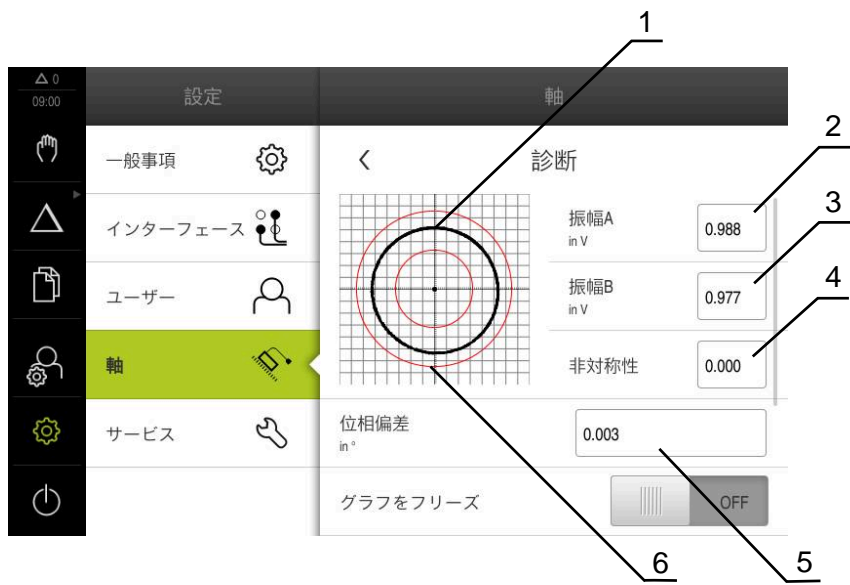 1
△ 0
09:00
設定
軸
一般事項
診断
2
振幅A
in V
0.988
インターフェース
3
振幅B
in V
0.977
ユーザー
4
非対称性
0.000
軸
位相偏差
in °
0.003
サービス
グラフをフリーズ
OFF
6
5